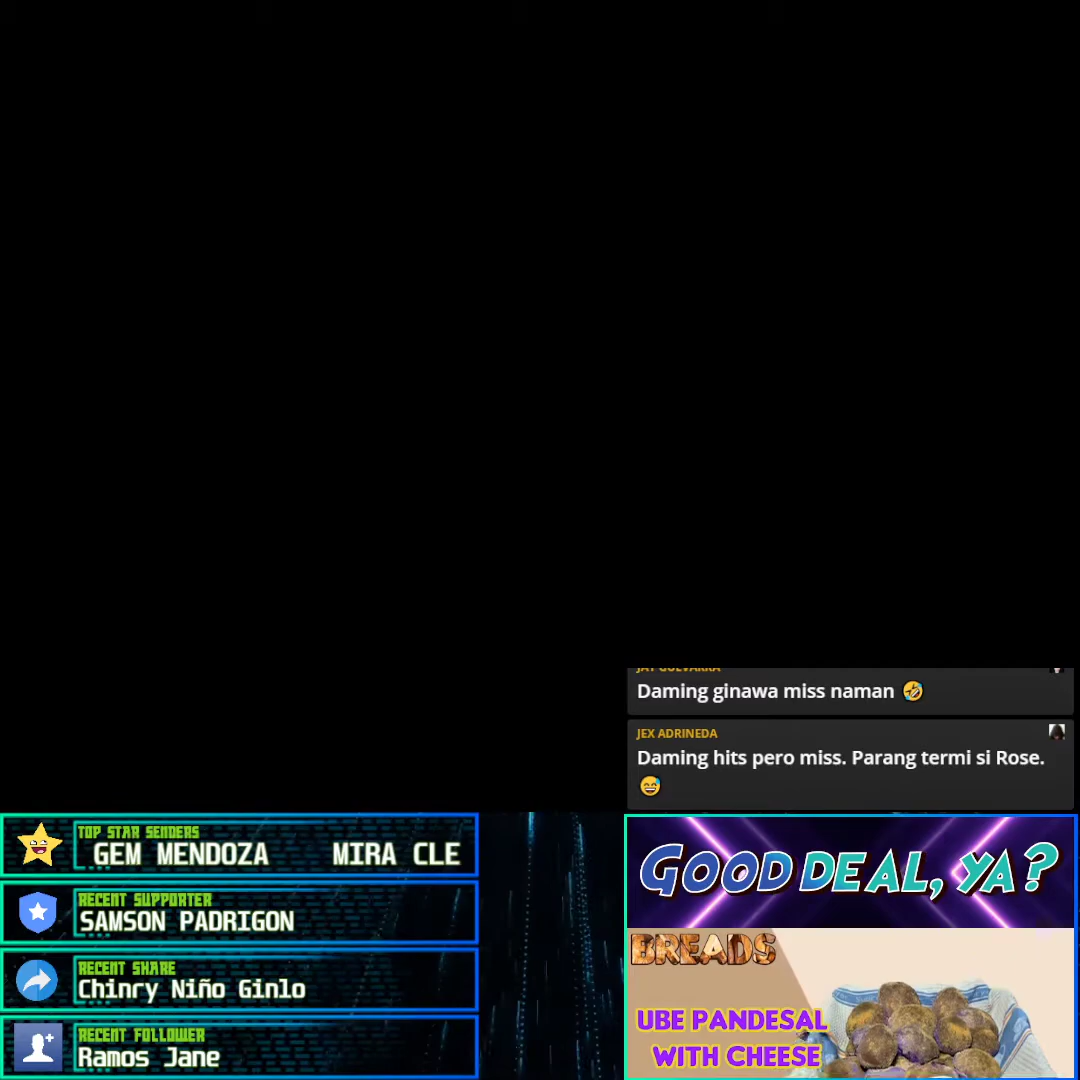 JAY GUEVARRA
Daming ginawa miss naman 🤣
JEX ADRINEDA
Daming hits pero miss. Parang termi si Rose.
😅
TOP STAR SENDERS
GEM MENDOZA MIRA CLE
RECENT SUPPORTER
SAMSON PADRIGON
RECENT SHARE
Chinry Niño Ginlo
RECENT FOLLOWER
Ramos Jane
GOOD DEAL, YA?
BREADS
UBE PANDESAL
WITH CHEESE